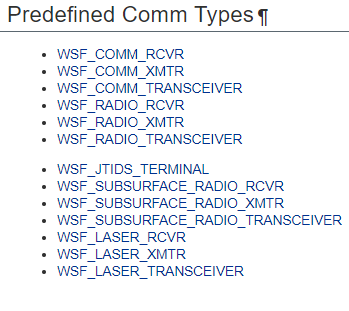 Predefined Comm Types¶
WSF_COMM_RCVR
WSF_COMM_XMTR
WSF_COMM_TRANSCEIVER
WSF_RADIO_RCVR
WSF_RADIO_XMTR
WSF_RADIO_TRANSCEIVER
WSF_JTIDS_TERMINAL
WSF_SUBSURFACE_RADIO_RCVR
WSF_SUBSURFACE_RADIO_XMTR
WSF_SUBSURFACE_RADIO_TRANSCEIVER
WSF_LASER_RCVR
WSF_LASER_XMTR
WSF_LASER_TRANSCEIVER